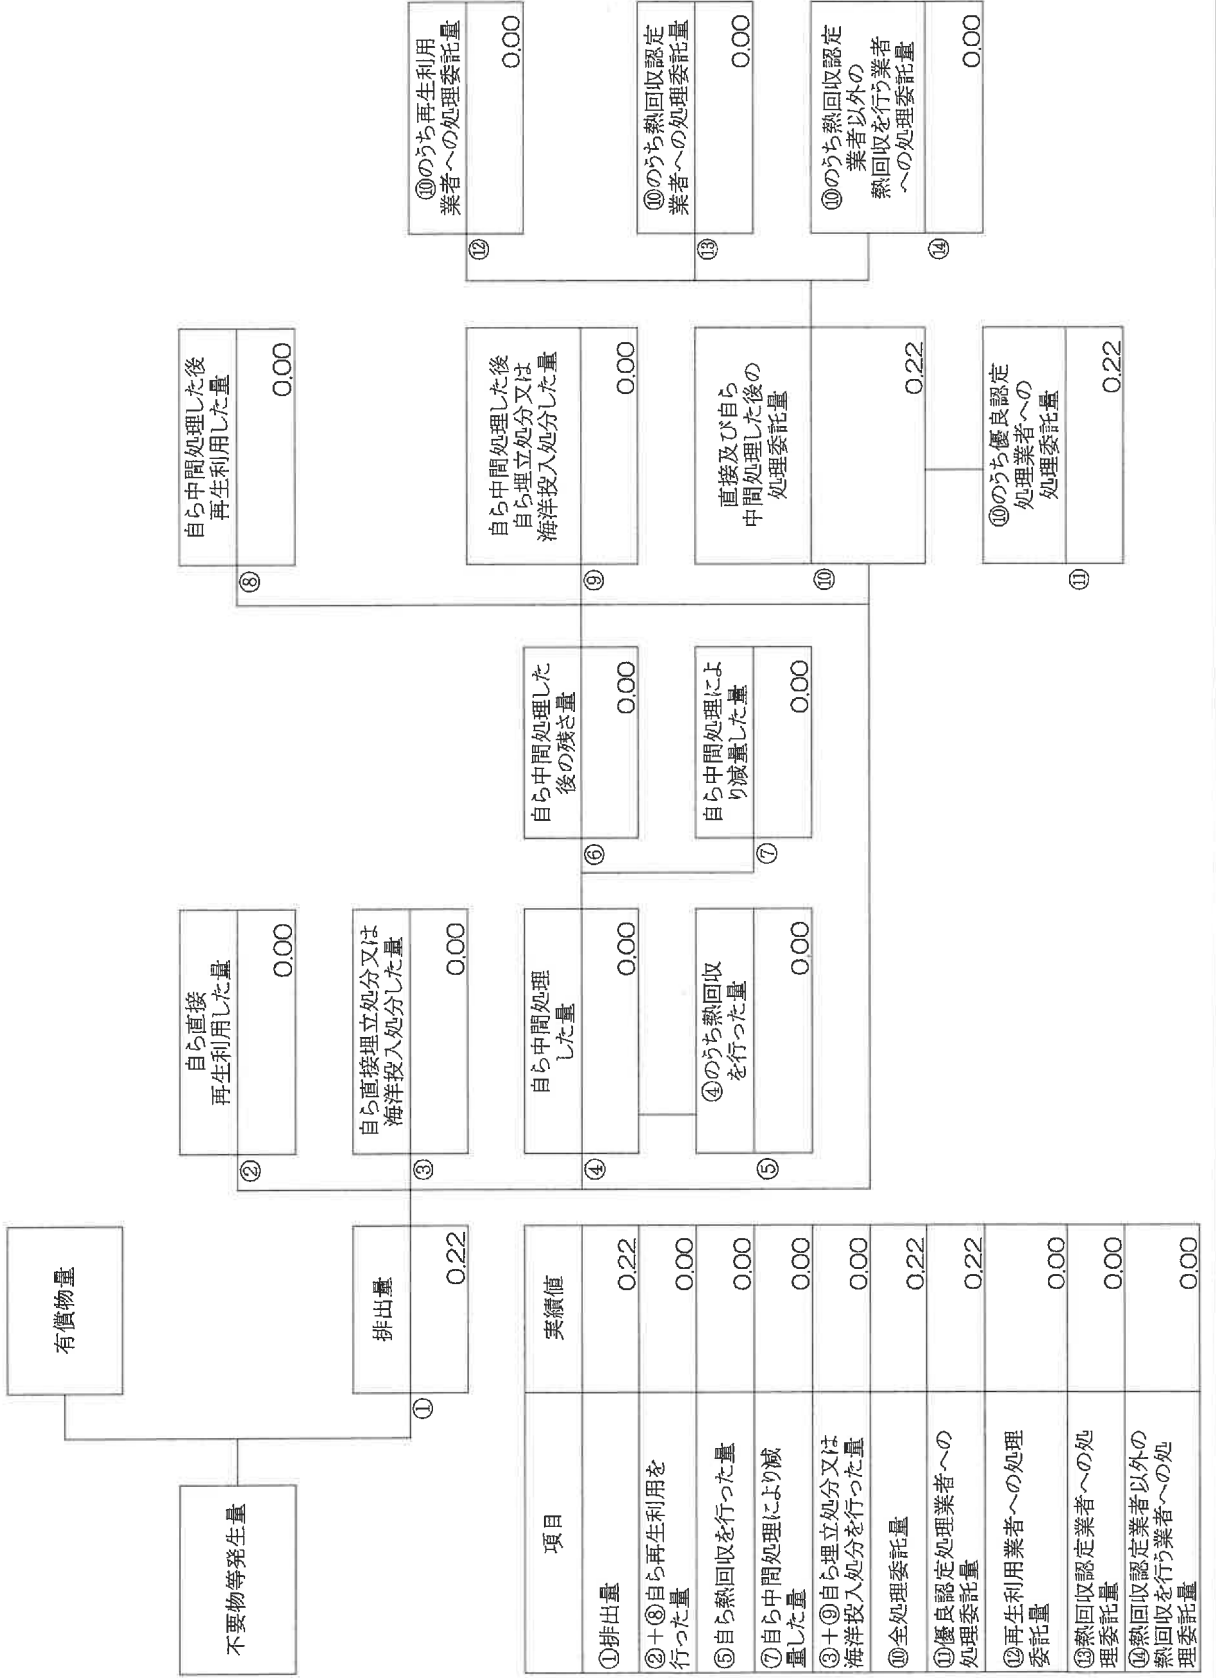 不要物等発生量
有償物量
①
排出量
0.22
②
自ら直接
再生利用した量
0.00
③
自ら直接埋立処分又は
海洋投入処分した量
0.00
④
自ら中間処理
した量
0.00
⑤
④のうち熱回収
を行った量
0.00
⑥
自ら中間処理した
後の残さ量
0.00
⑦
自ら中間処理によ
り減量した量
0.00
⑧
自ら中間処理した後
再生利用した量
0.00
⑨
自ら中間処理した後
自ら埋立処分又は
海洋投入処分した量
0.00
⑩
直接及び自ら
中間処理した後の
処理委託量
0.22
⑪
⑩のうち優良認定
処理業者への
処理委託量
0.22
⑫
⑩のうち再生利用
業者への処理委託量
0.00
⑬
⑩のうち熱回収認定
業者への処理委託量
0.00
⑭
⑩のうち熱回収認定
業者以外の
熱回収を行う業者
への処理委託量
0.00
項目 実績値
①排出量 0.22
②+⑧自ら再生利用を
行った量 0.00
⑤自ら熱回収を行った量 0.00
⑦自ら中間処理により減
量した量 0.00
③+⑨自ら埋立処分又は
海洋投入処分を行った量 0.00
⑩全処理委託量 0.22
⑪優良認定処理業者への
処理委託量 0.22
⑫再生利用業者への処理
委託量 0.00
⑬熱回収認定業者への処
理委託量 0.00
⑭熱回収認定業者以外の
熱回収を行う業者への処
理委託量 0.00